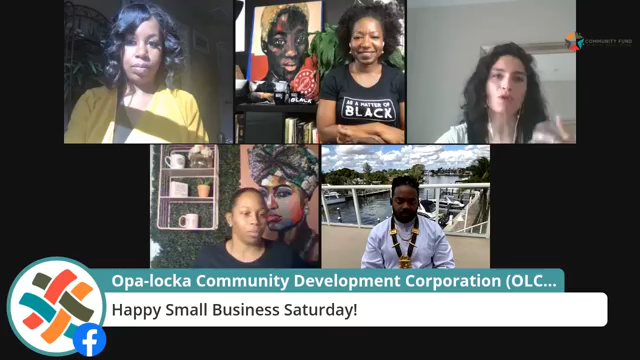 COMMUNITY FUND
AS A MATTER OF
BLACK
BLACK
Opa-locka Community Development Corporation (OLC...
Happy Small Business Saturday!